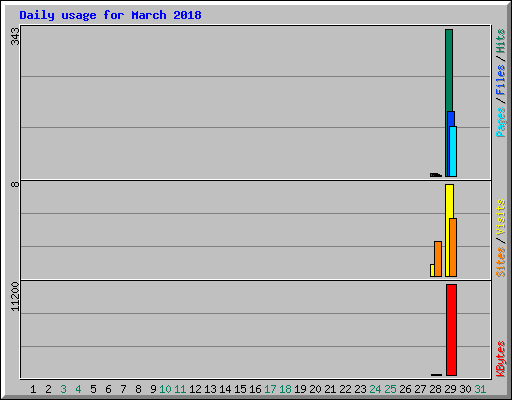 Daily usage for March 2018
343
8
11200
Pages / Files / Hits
Sites / Visits
KBytes
1 2 3 4 5 6 7 8 9 10 11 12 13 14 15 16 17 18 19 20 21 22 23 24 25 26 27 28 29 30 31